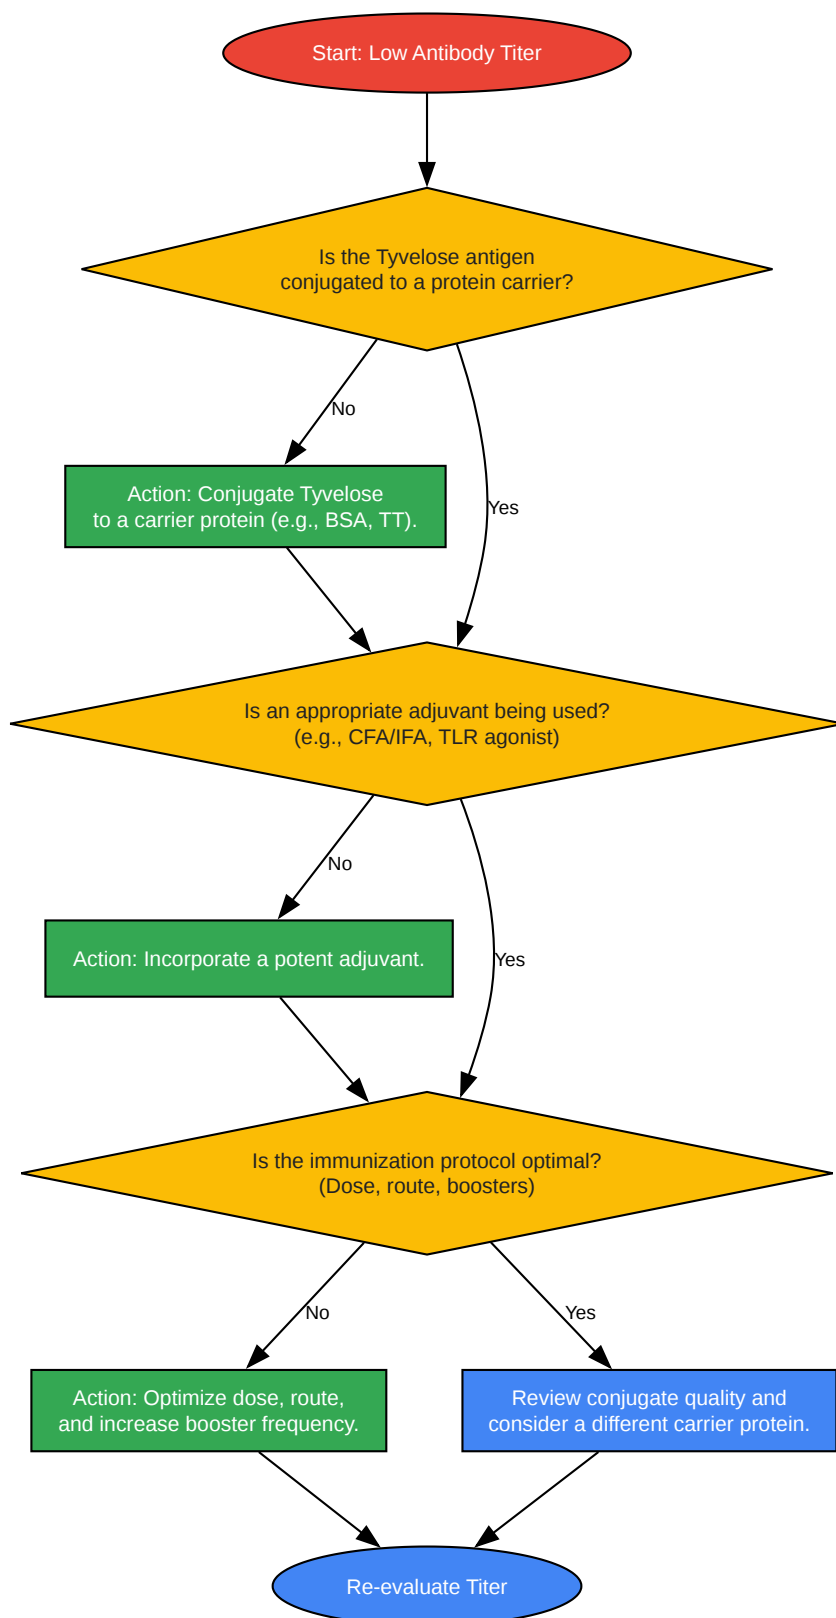 Start: Low Antibody Titer
Is the Tyvelose antigen
conjugated to a protein carrier?
No
Action: Conjugate Tyvelose
to a carrier protein (e.g., BSA, TT).
Yes
Is an appropriate adjuvant being used?
(e.g., CFA/IFA, TLR agonist)
No
Action: Incorporate a potent adjuvant.
Yes
Is the immunization protocol optimal?
(Dose, route, boosters)
No
Yes
Action: Optimize dose, route,
and increase booster frequency.
Review conjugate quality and
consider a different carrier protein.
Re-evaluate Titer